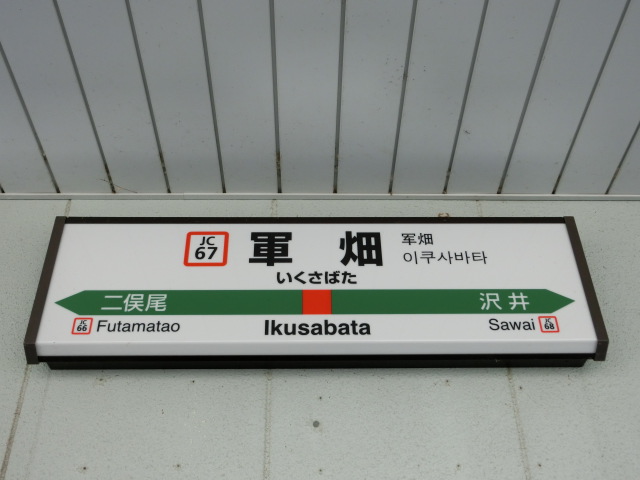 JC
67
軍畑
军畑
이쿠사바타
いくさばた
二俣尾
沢井
JC
66
Futamatao
Ikusabata
Sawai
JC
68